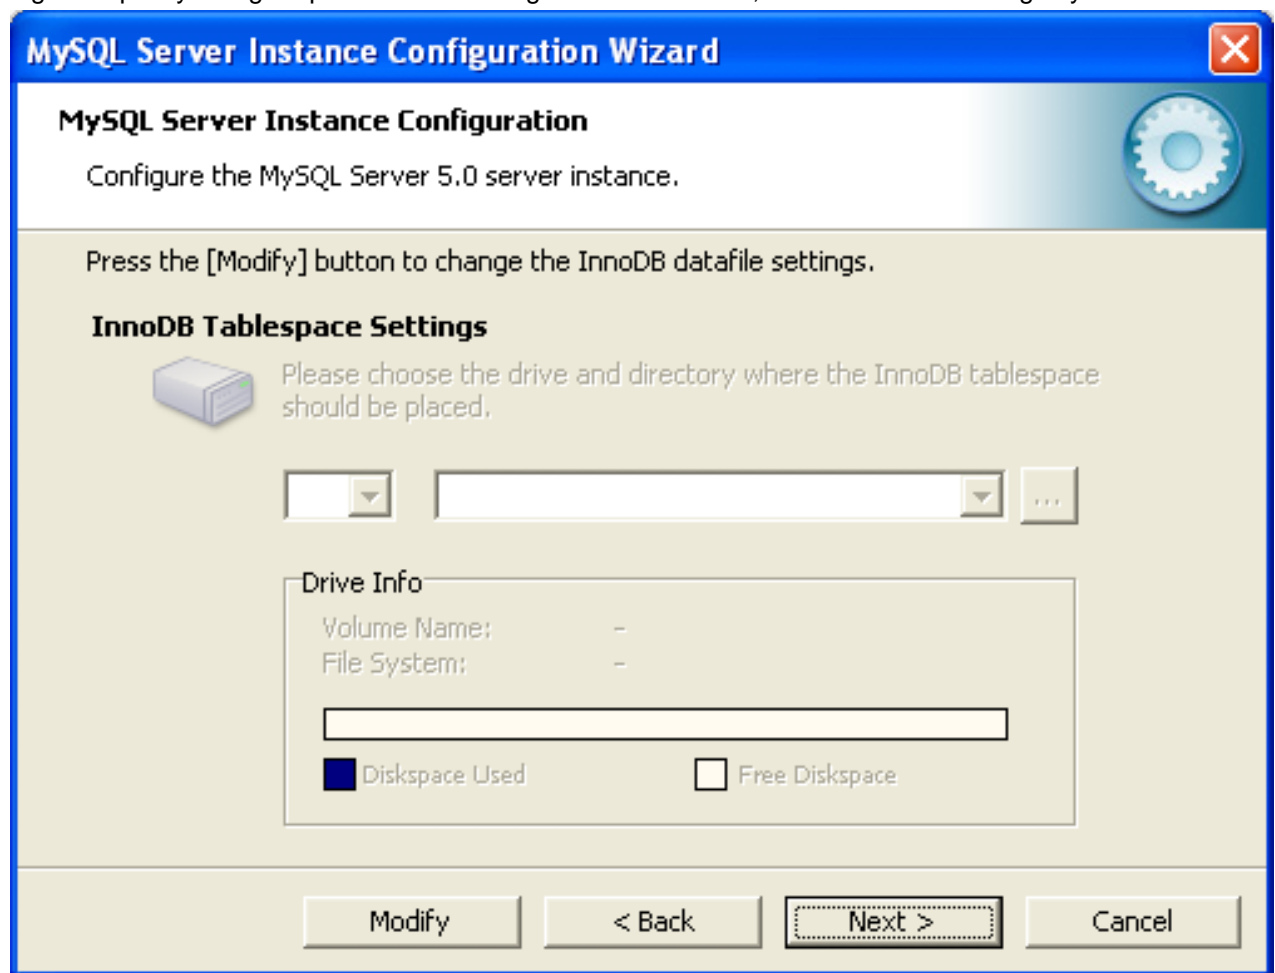 MySQL Server Instance Configuration Wizard
MySQL Server Instance Configuration
Configure the MySQL Server 5.0 server instance.
Press the [Modify] button to change the InnoDB datafile settings.
InnoDB Tablespace Settings
Please choose the drive and directory where the InnoDB tablespace
should be placed.
...
Drive Info
Volume Name: -
File System: -
Diskspace Used Free Diskspace
Modify < Back Next > Cancel